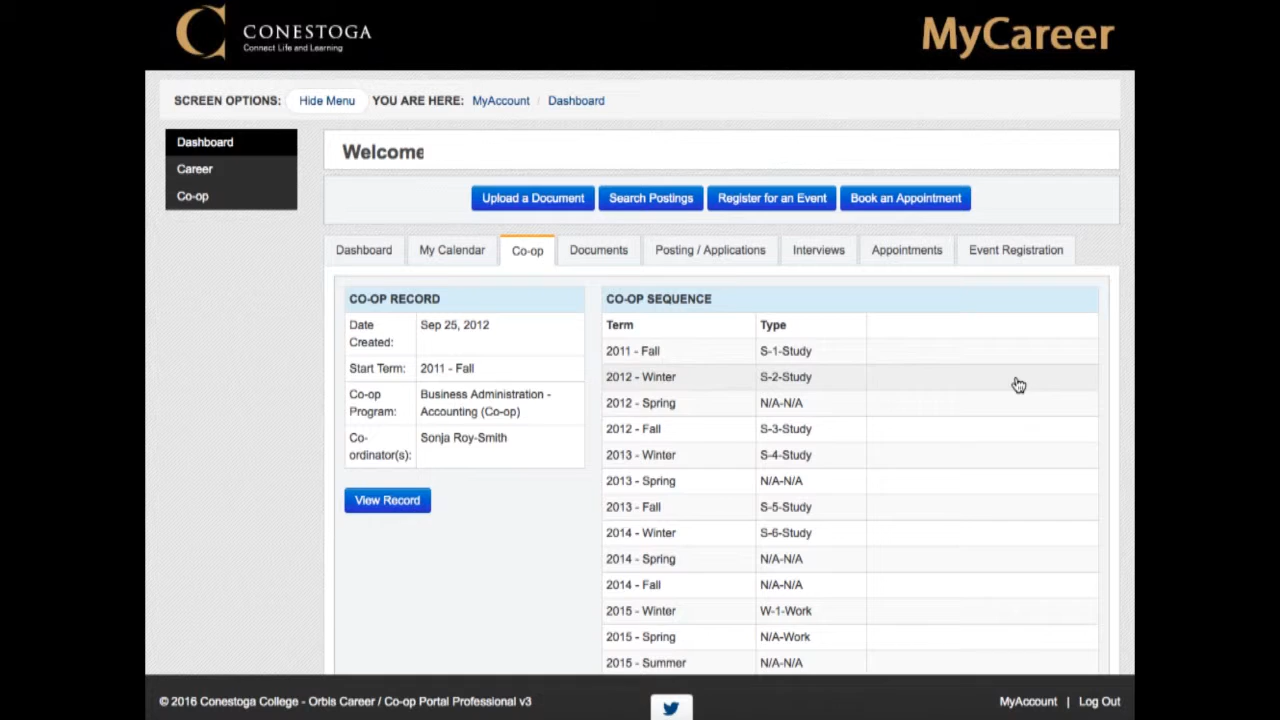 CONESTOGA
Connect Life and Learning
MyCareer
SCREEN OPTIONS: Hide Menu YOU ARE HERE: MyAccount / Dashboard
Dashboard
Career
Co-op
Welcome
Upload a Document Search Postings Register for an Event Book an Appointment
Dashboard My Calendar Co-op Documents Posting / Applications Interviews Appointments Event Registration
CO-OP RECORD
Date Created: Sep 25, 2012
Start Term: 2011 - Fall
Co-op Program: Business Administration - Accounting (Co-op)
Co-ordinator(s): Sonja Roy-Smith
View Record
CO-OP SEQUENCE
Term Type
2011 - Fall S-1-Study
2012 - Winter S-2-Study
2012 - Spring N/A-N/A
2012 - Fall S-3-Study
2013 - Winter S-4-Study
2013 - Spring N/A-N/A
2013 - Fall S-5-Study
2014 - Winter S-6-Study
2014 - Spring N/A-N/A
2014 - Fall N/A-N/A
2015 - Winter W-1-Work
2015 - Spring N/A-Work
2015 - Summer N/A-N/A
© 2016 Conestoga College - Orbis Career / Co-op Portal Professional v3
MyAccount | Log Out